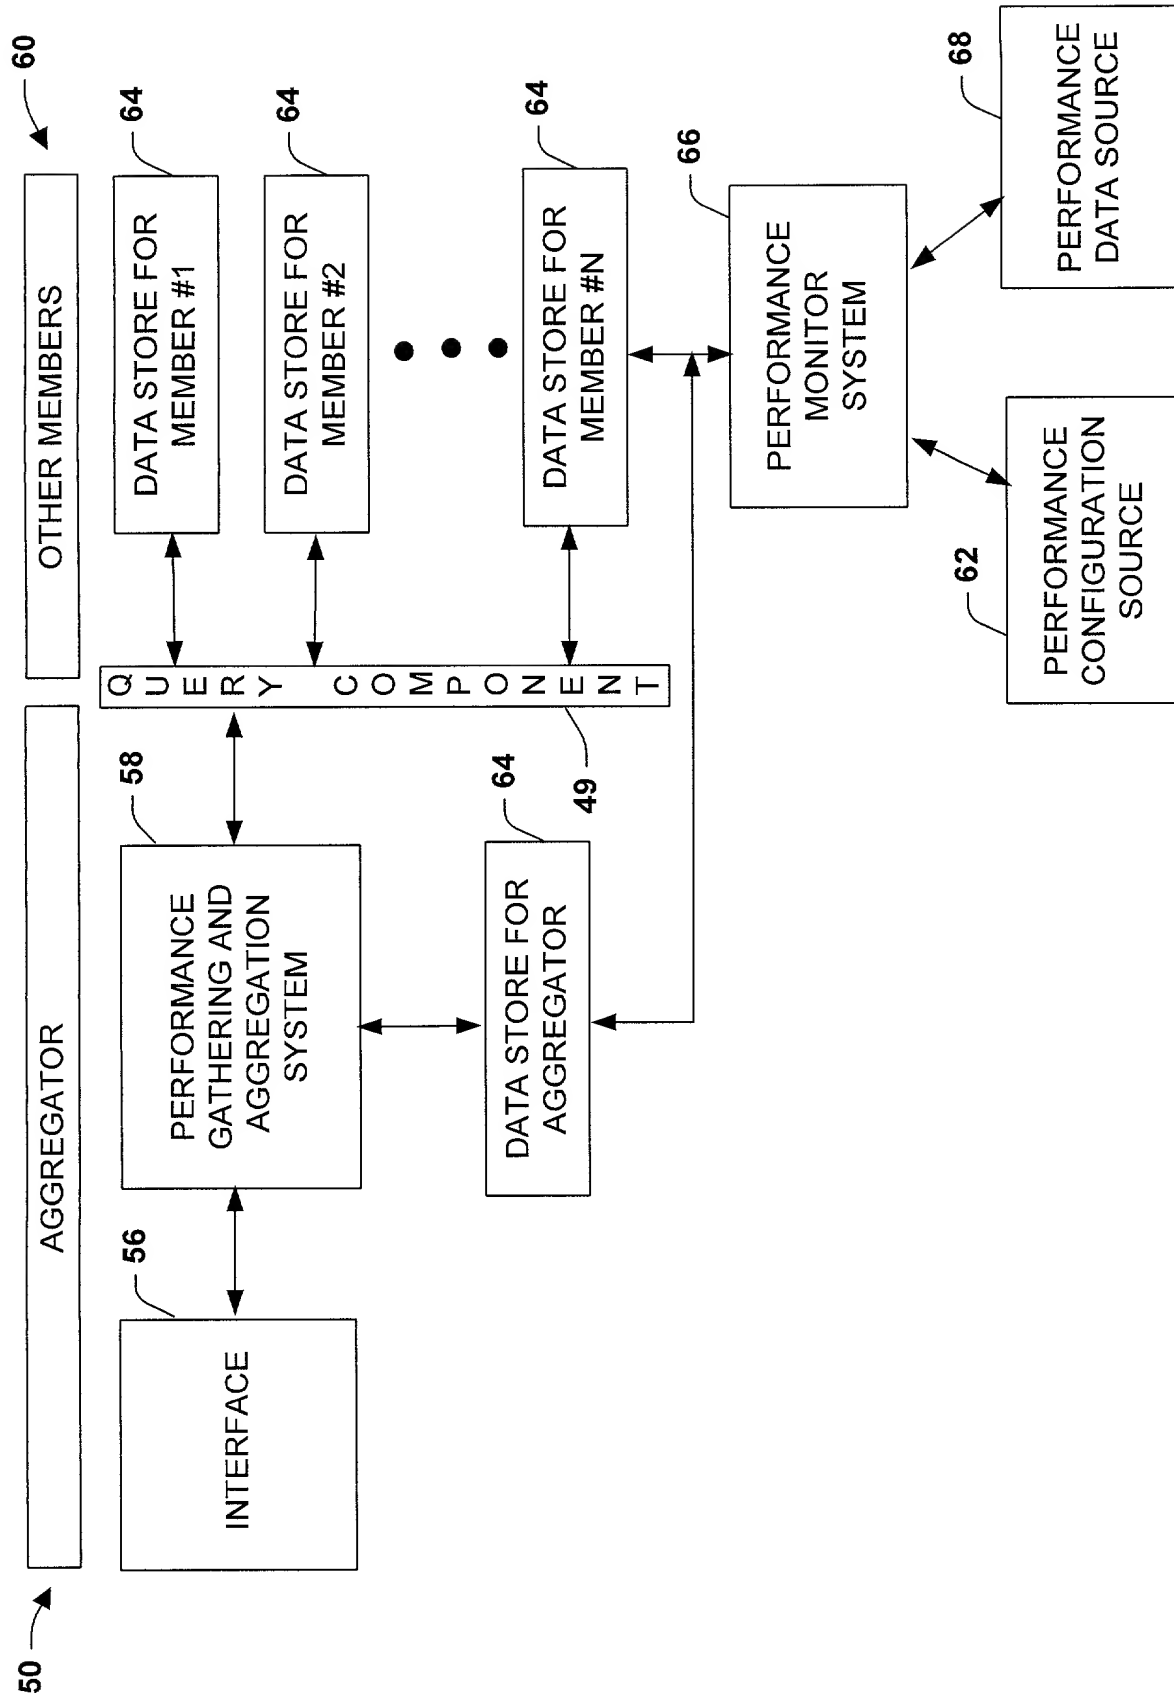 50
AGGREGATOR
OTHER MEMBERS
60
INTERFACE
56
PERFORMANCE
GATHERING AND
AGGREGATION
SYSTEM
58
QUERY COMPONENT
49
DATA STORE FOR
MEMBER #1
64
DATA STORE FOR
MEMBER #2
64
DATA STORE FOR
MEMBER #N
64
DATA STORE FOR
AGGREGATOR
64
PERFORMANCE
MONITOR
SYSTEM
66
PERFORMANCE
CONFIGURATION
SOURCE
62
PERFORMANCE
DATA SOURCE
68